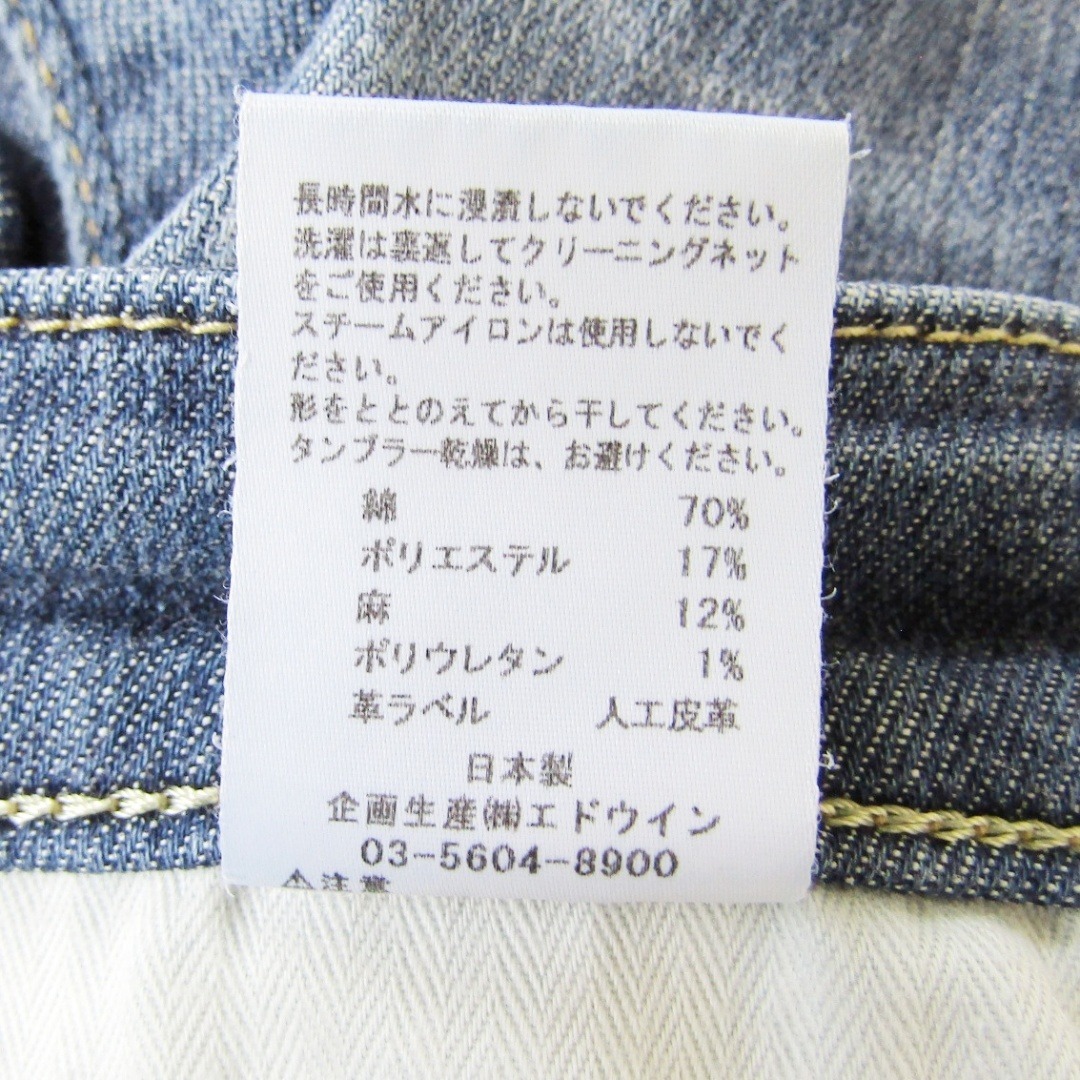 長時間水に浸漬しないでください。
洗濯は裏返してクリーニングネット
をご使用ください。
スチームアイロンは使用しないでく
ださい。
形をととのえてから干してください。
タンブラー乾燥は、お避けください。
綿 70%
ポリエステル 17%
麻 12%
ポリウレタン 1%
革ラベル 人工皮革
日本製
企画生産㈱エドウイン
03-5604-8900
⚠注意